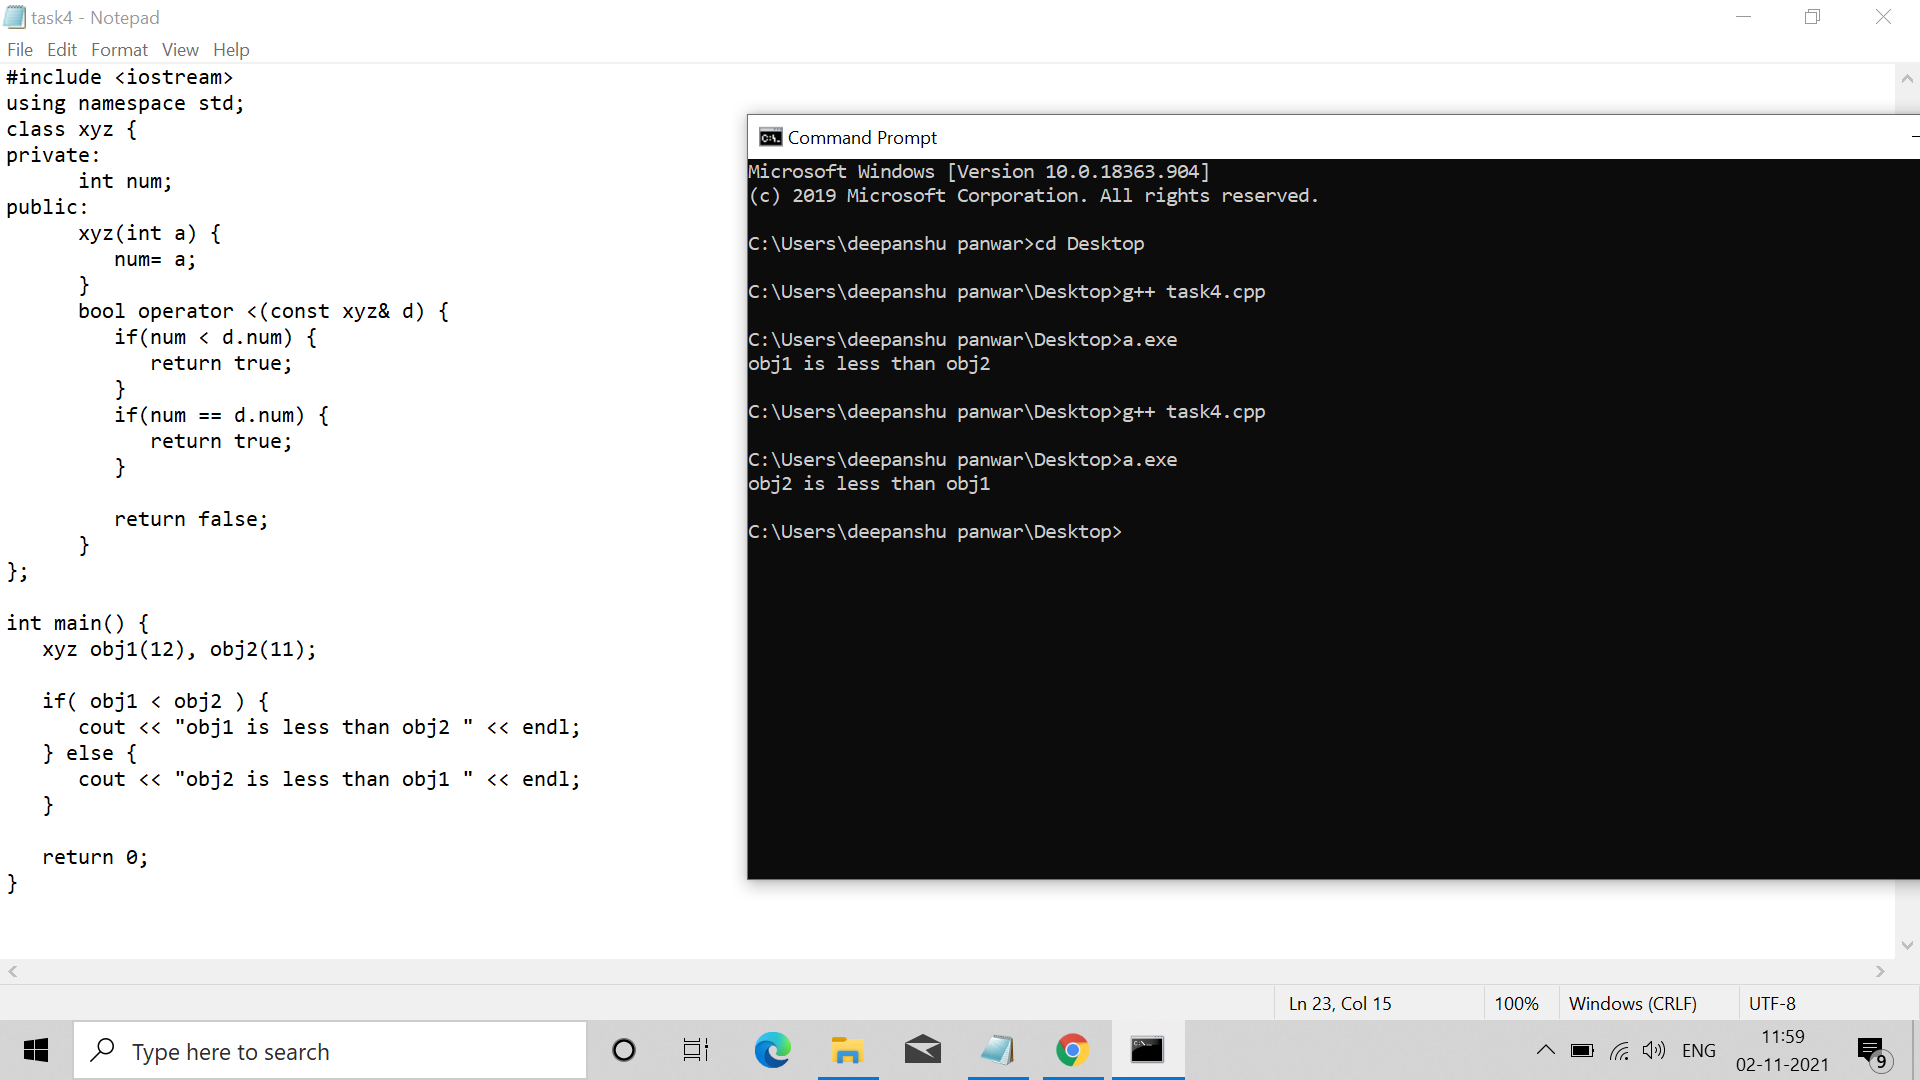 task4 - Notepad
File Edit Format View Help
#include <iostream>
using namespace std;
class xyz {
private:
      int num;
public:
      xyz(int a) {
         num= a;
      }
      bool operator <(const xyz& d) {
         if(num < d.num) {
            return true;
         }
         if(num == d.num) {
            return true;
         }

         return false;
      }
};

int main() {
   xyz obj1(12), obj2(11);

   if( obj1 < obj2 ) {
      cout << "obj1 is less than obj2 " << endl;
   } else {
      cout << "obj2 is less than obj1 " << endl;
   }

   return 0;
}
Command Prompt
Microsoft Windows [Version 10.0.18363.904]
(c) 2019 Microsoft Corporation. All rights reserved.

C:\Users\deepanshu panwar>cd Desktop

C:\Users\deepanshu panwar\Desktop>g++ task4.cpp

C:\Users\deepanshu panwar\Desktop>a.exe
obj1 is less than obj2

C:\Users\deepanshu panwar\Desktop>g++ task4.cpp

C:\Users\deepanshu panwar\Desktop>a.exe
obj2 is less than obj1

C:\Users\deepanshu panwar\Desktop>
Ln 23, Col 15 100% Windows (CRLF) UTF-8
Type here to search
ENG
11:59
02-11-2021
9